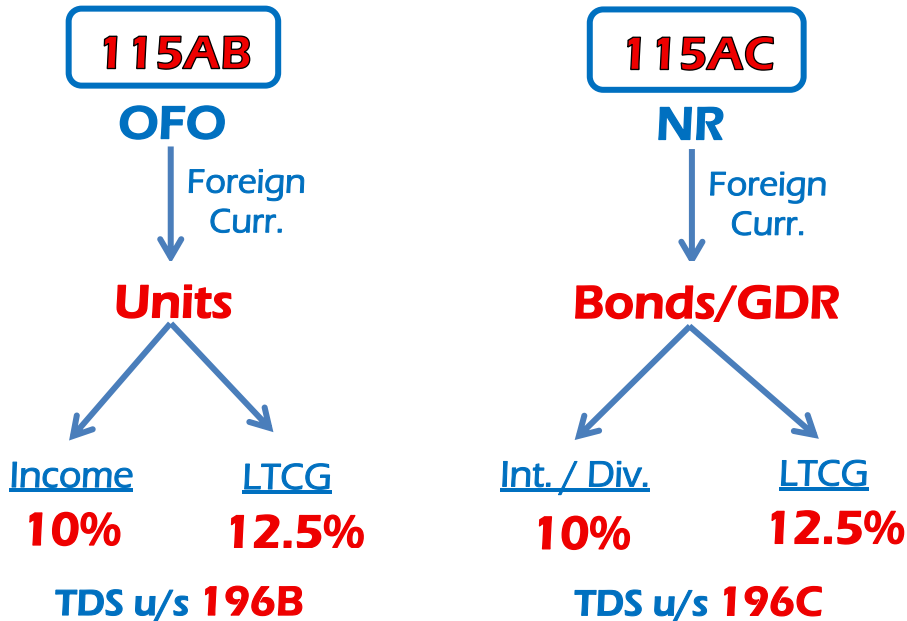 115AB
OFO
Foreign
Curr.
Units
Income
10%
LTCG
12.5%
TDS u/s 196B
115AC
NR
Foreign
Curr.
Bonds/GDR
Int. / Div.
10%
LTCG
12.5%
TDS u/s 196C